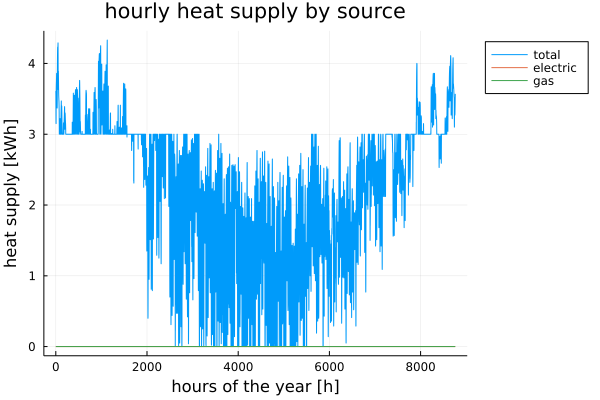 hourly heat supply by source
total
electric
gas
heat supply [kWh]
4
3
2
1
0
0 2000 4000 6000 8000
hours of the year [h]